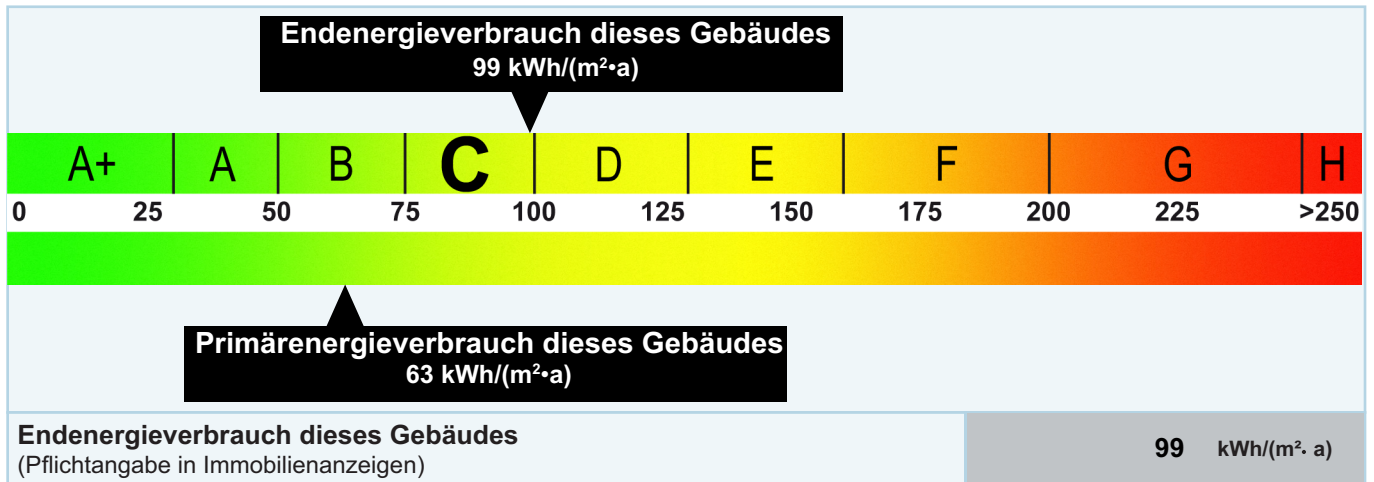 Endenergieverbrauch dieses Gebäudes
99 kWh/(m²•a)
A+ A B C D E F G H
0 25 50 75 100 125 150 175 200 225 >250
Primärenergieverbrauch dieses Gebäudes
63 kWh/(m²•a)
Endenergieverbrauch dieses Gebäudes
(Pflichtangabe in Immobilienanzeigen)
99 kWh/(m²· a)